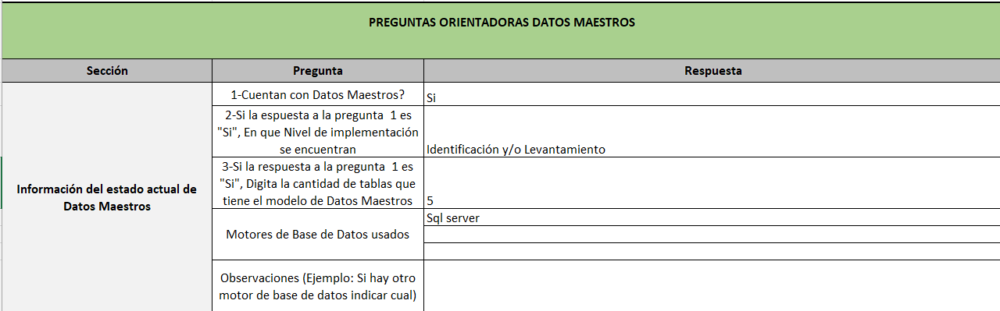 PREGUNTAS ORIENTADORAS DATOS MAESTROS
Sección
Pregunta
Respuesta
Información del estado actual de
Datos Maestros
1-Cuentan con Datos Maestros?
Si
2-Si la espuesta a la pregunta  1 es
"Si", En que Nivel de implementación
se encuentran
Identificación y/o Levantamiento
3-Si la respuesta a la pregunta  1 es
"Si", Digita la cantidad de tablas que
tiene el modelo de Datos Maestros
5
Motores de Base de Datos usados
Sql server
Observaciones (Ejemplo: Si hay otro
motor de base de datos indicar cual)